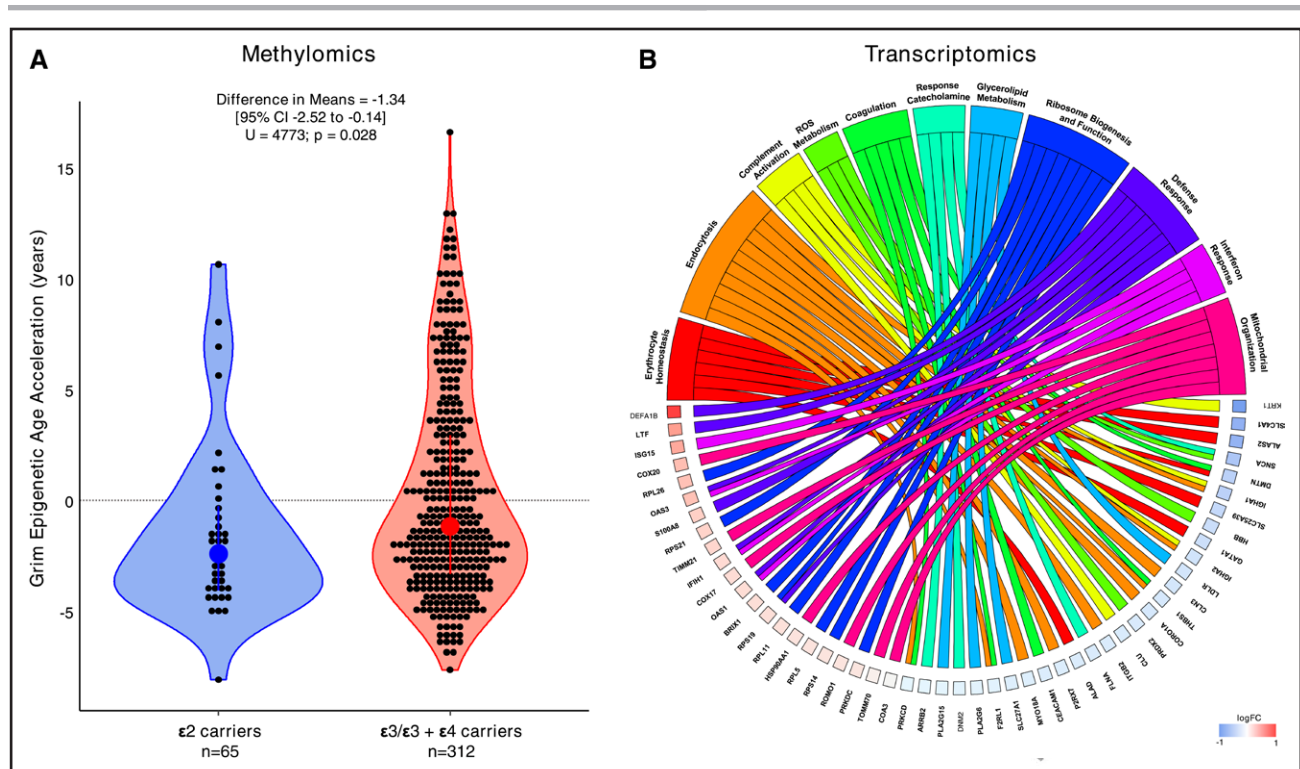 A
Methylomics
Difference in Means = -1.34
[95% CI -2.52 to -0.14]
U = 4773; p = 0.028
Grim Epigenetic Age Acceleration (years)
15
10
5
0
-5
ε2 carriers
n=65
ε3/ε3 + ε4 carriers
n=312
B
Transcriptomics
Erythrocyte
Homeostasis
Endocytosis
Complement
Activation
ROS
Metabolism
Coagulation
Response
Catecholamine
Glycerolipid
Metabolism
Ribosome Biogenesis
and Function
Defense
Response
Interferon
Response
Mitochondrial
Organization
DEFA1B
LTF
ISG15
COX20
RPL26
OAS3
S100A8
RPS21
TIMM21
IFIH1
COX17
OAS1
BRIX1
RPS19
RPL11
HSP90AA1
RPL5
RPS14
ROMO1
PRKDC
TOMM70
COA3
PRKCD
ARRB2
PLA2G15
DNM2
PLA2G6
F2RL1
SLC27A1
MYO18A
CEACAM1
P2RX7
ALAD
FLNA
ITGB2
CLU
PRDX2
CORO1A
THBS1
CLN3
LDLR
IGHA2
GATA1
HBB
SLC25A39
IGHA1
DMTN
SNCA
ALAS2
SLC4A1
KRT1
logFC
-1
1